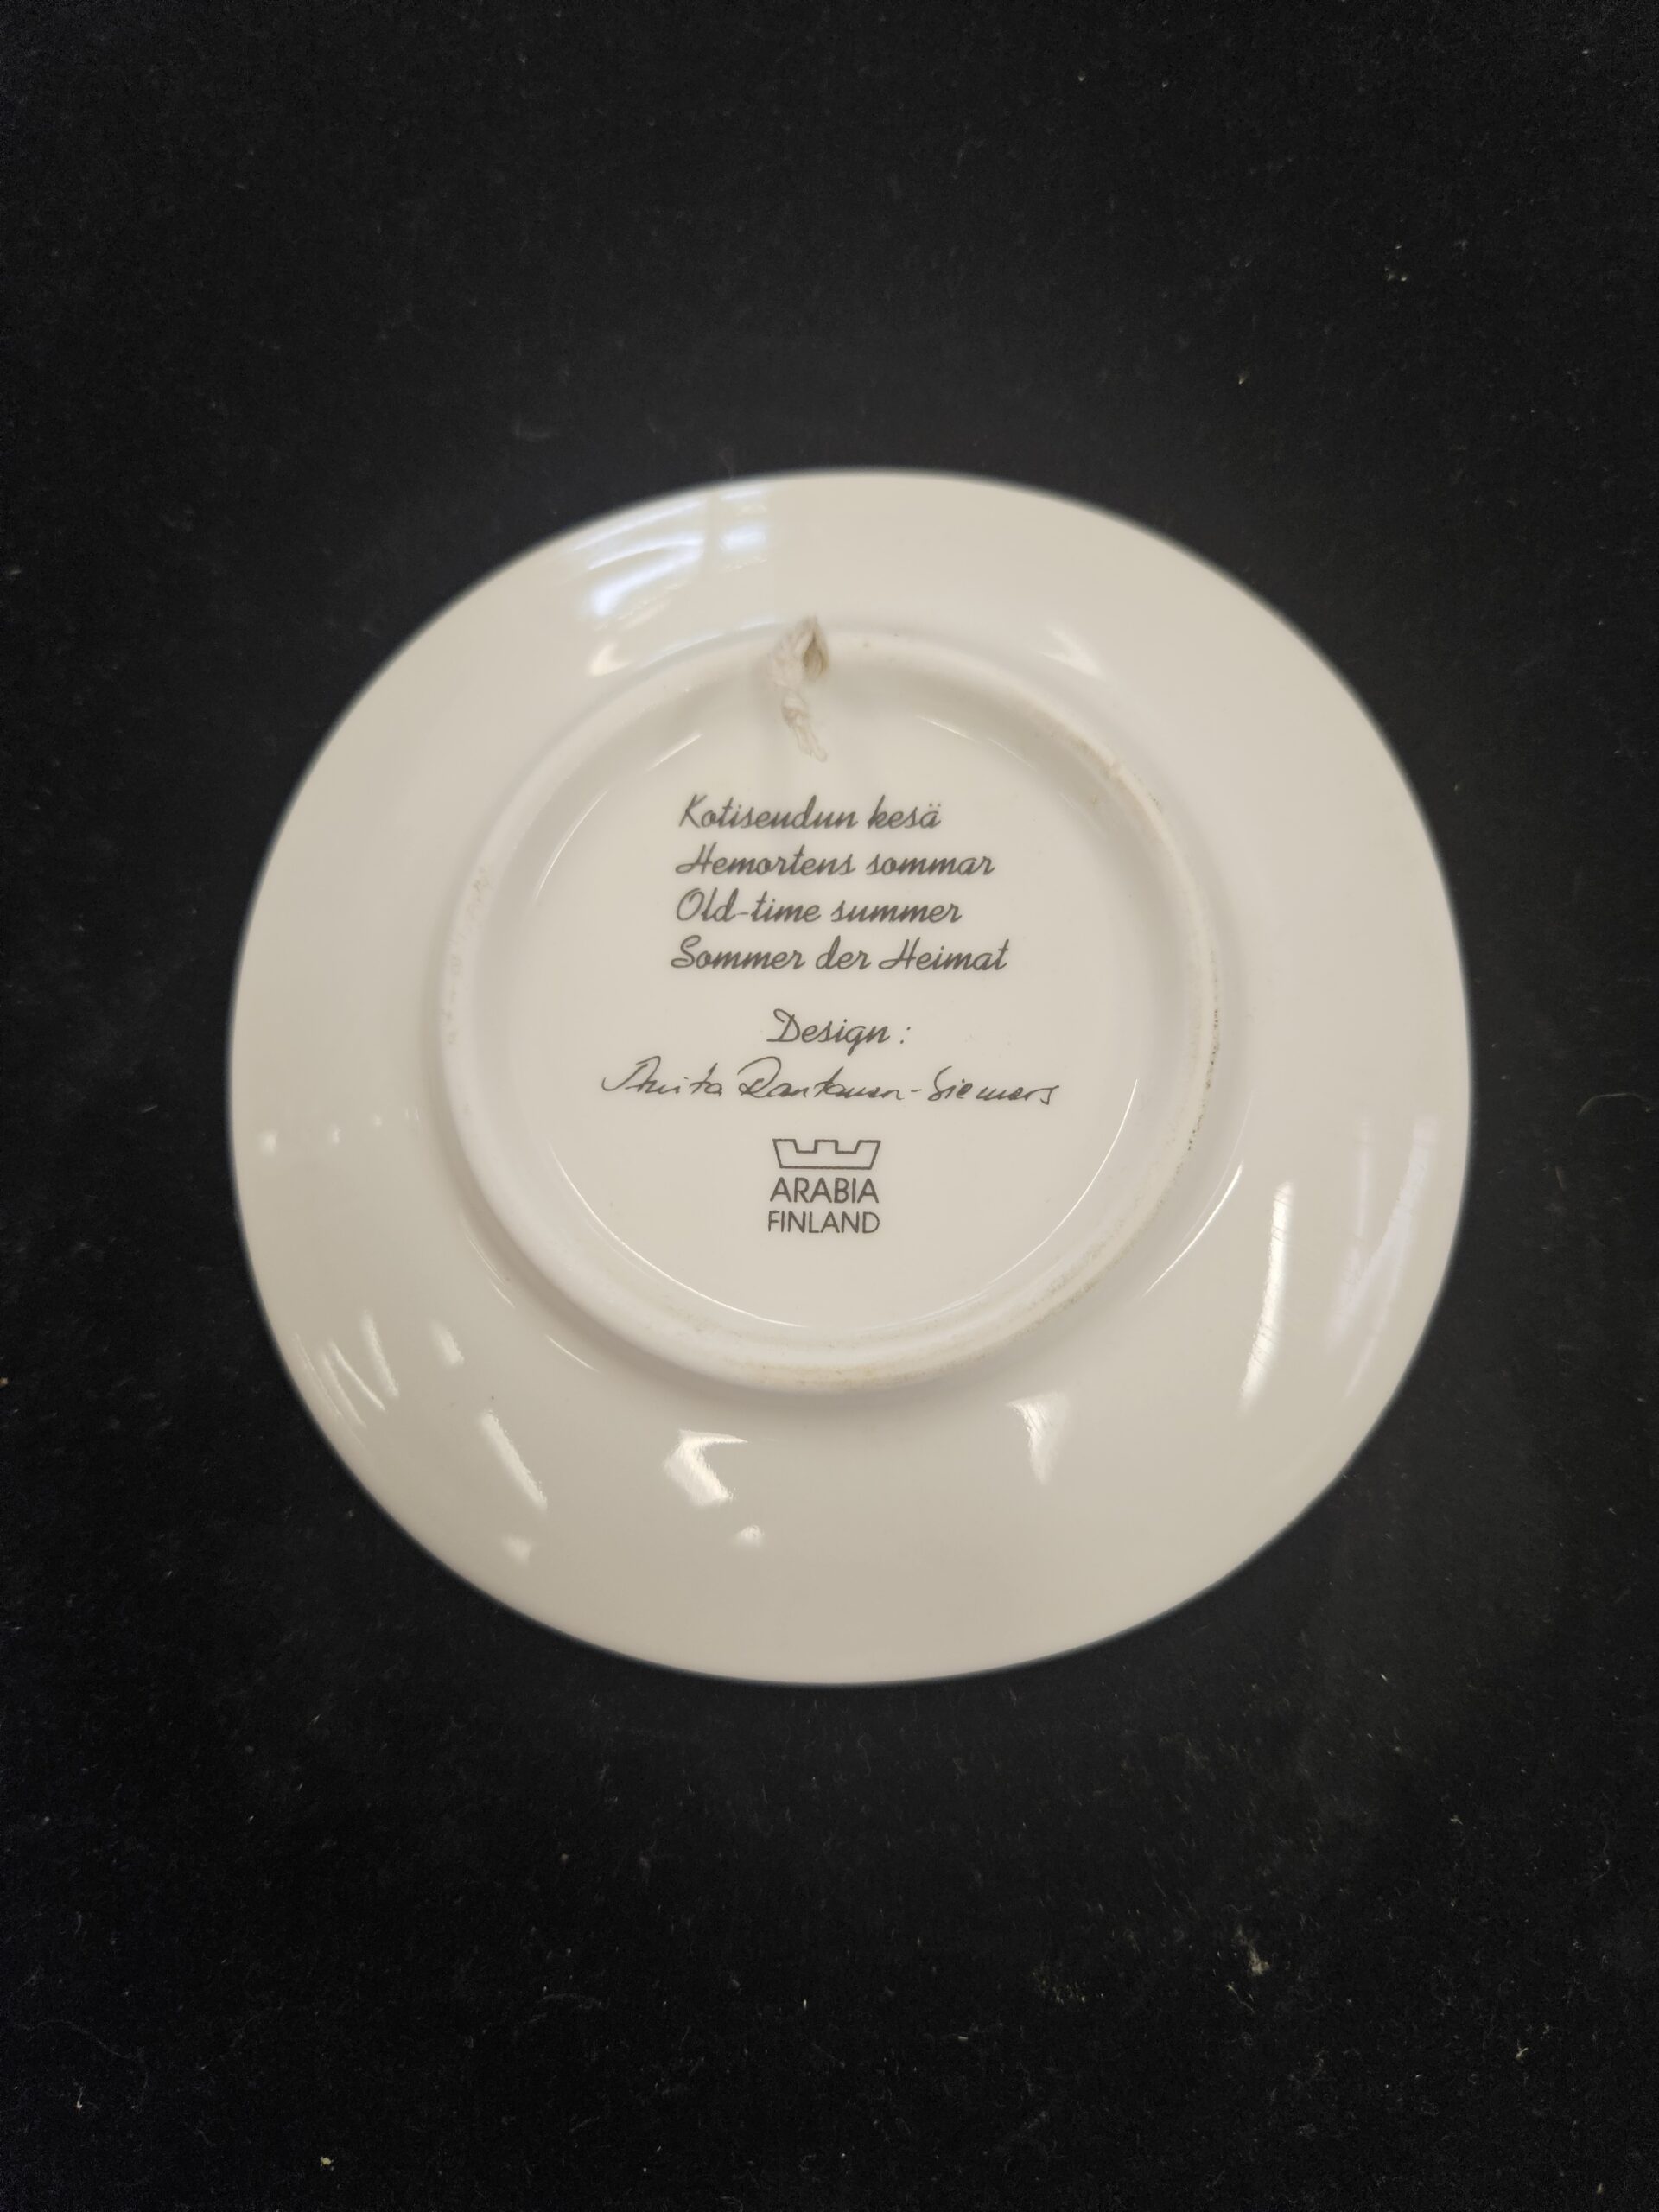 Kotiseudun kesä
Hemortens sommar
Old-time summer
Sommer der Heimat
Design:
Anita Rantanen-Siemers
ARABIA
FINLAND